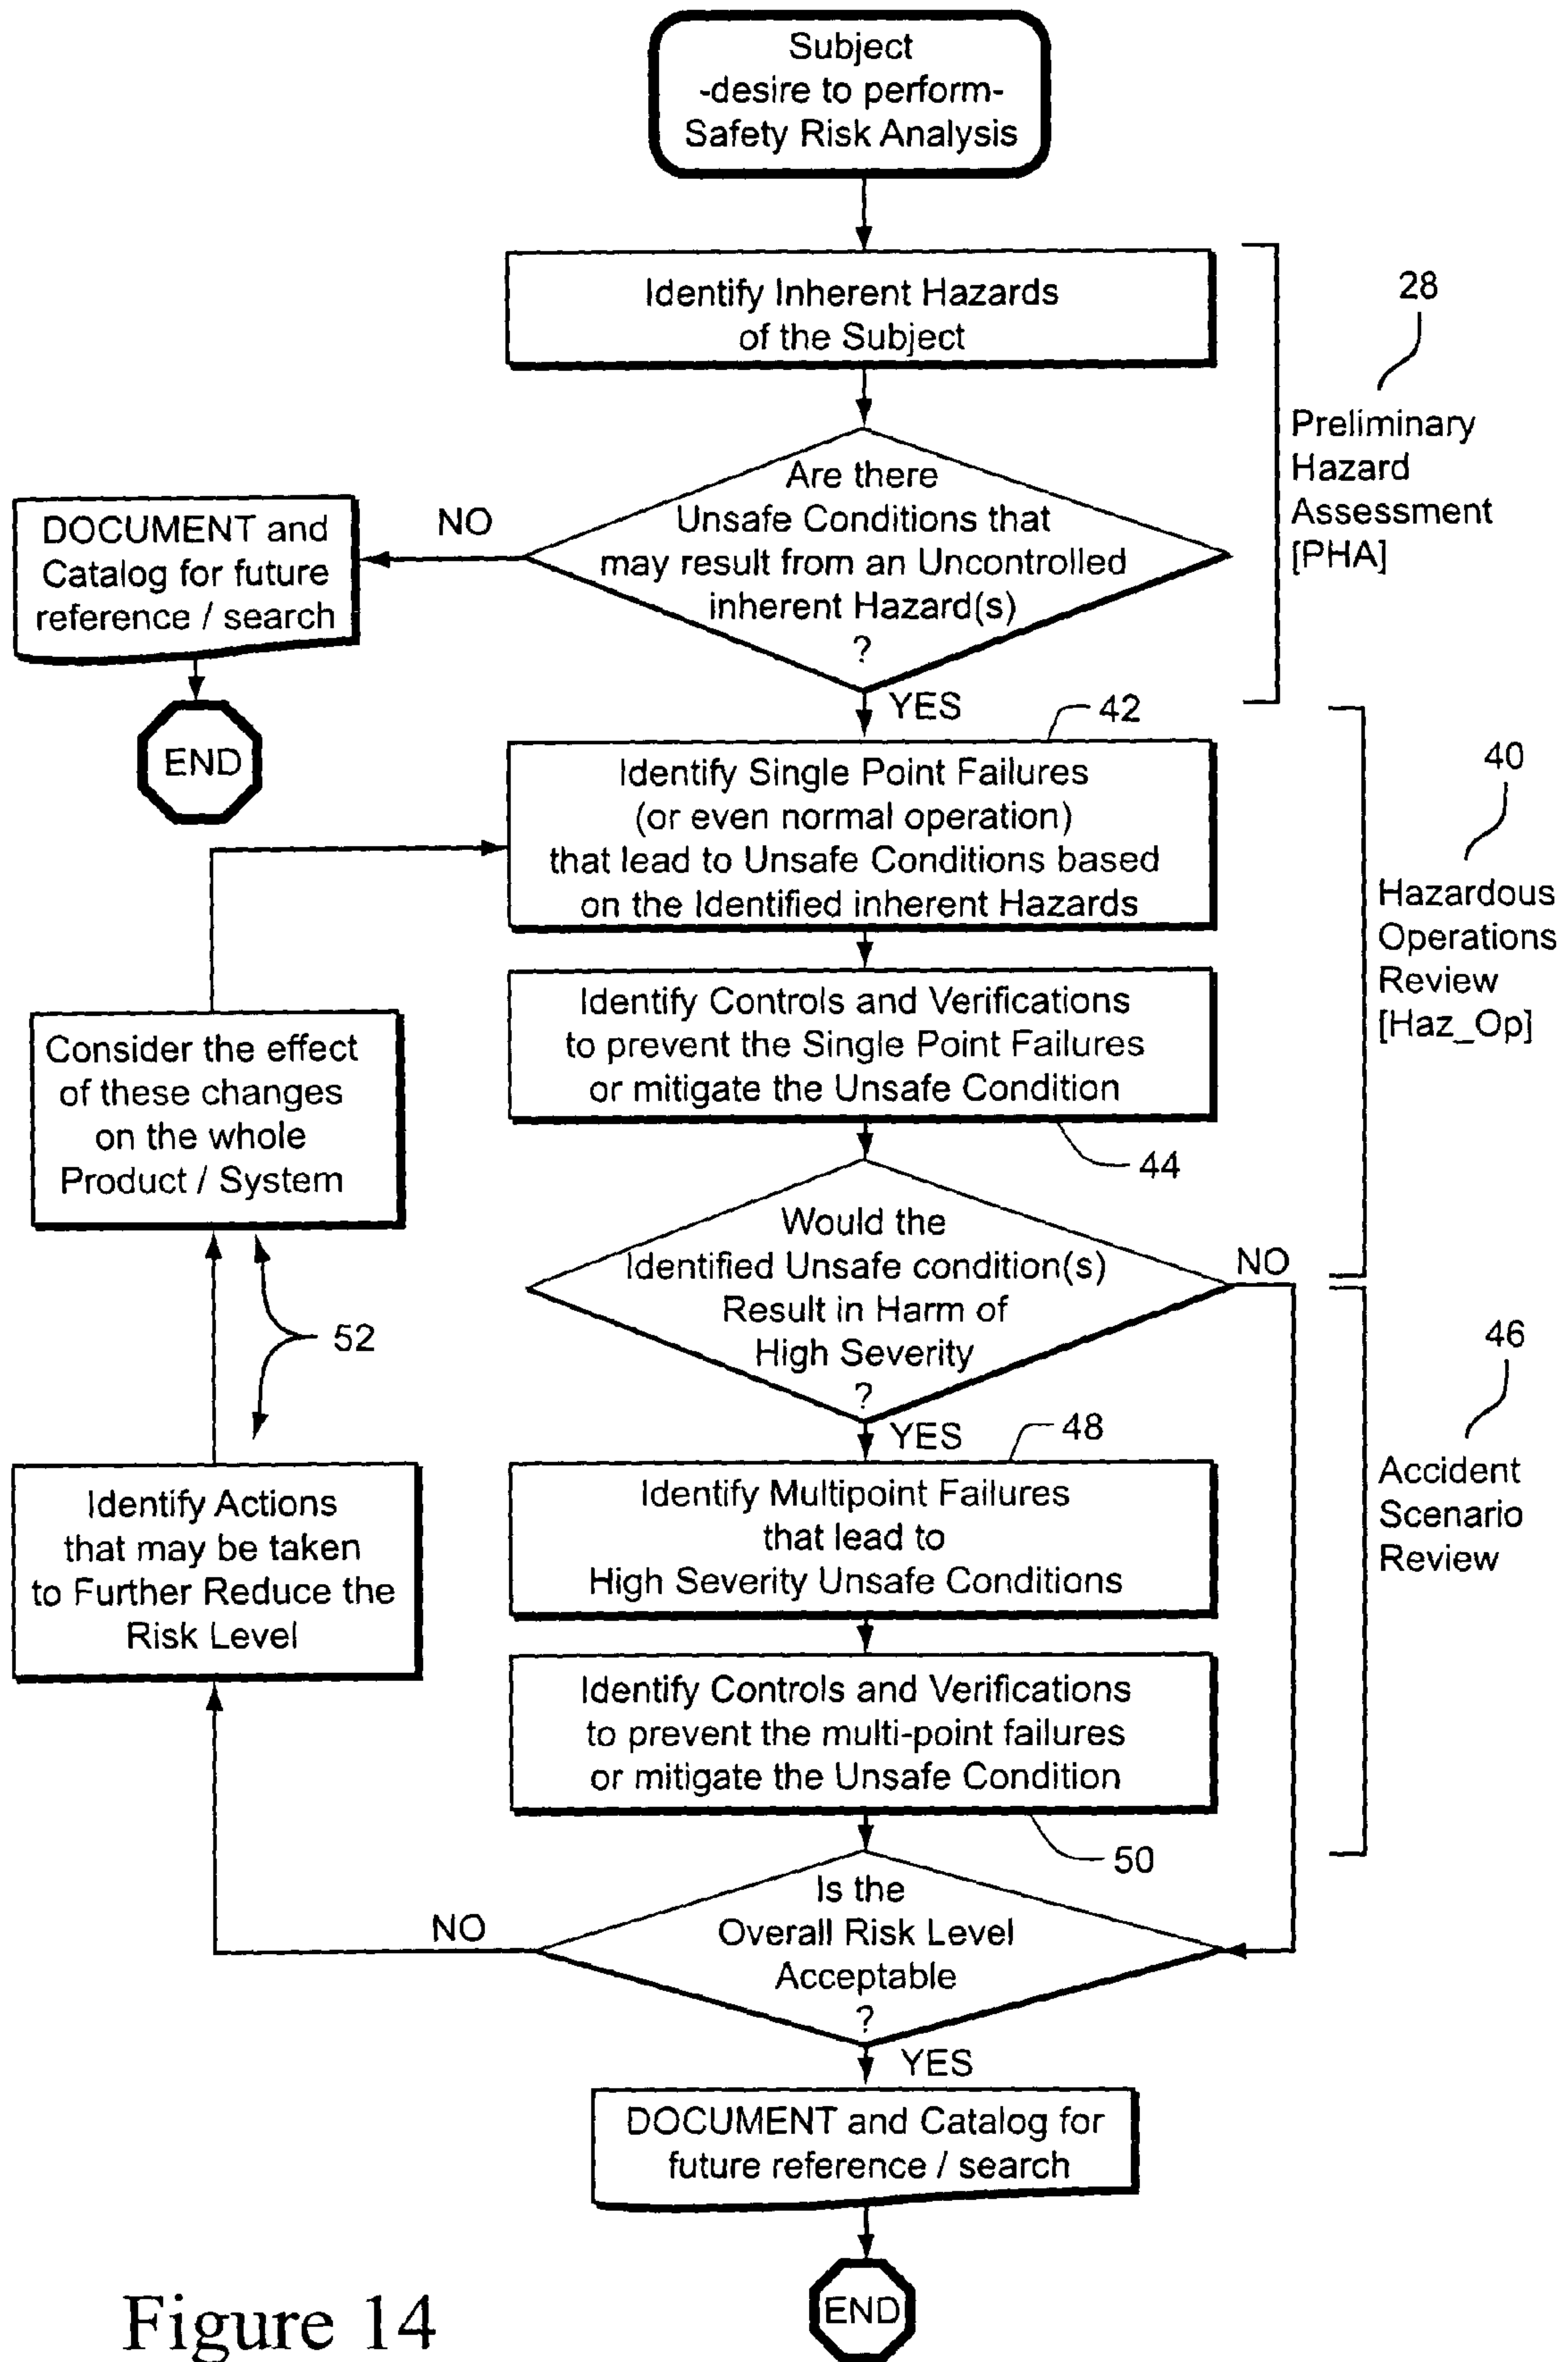 Subject
-desire to perform-
Safety Risk Analysis
Identify Inherent Hazards
of the Subject
28
Preliminary
Hazard
Assessment
[PHA]
Are there
Unsafe Conditions that
may result from an Uncontrolled
inherent Hazard(s)
?
NO
DOCUMENT and
Catalog for future
reference / search
END
YES
42
Identify Single Point Failures
(or even normal operation)
that lead to Unsafe Conditions based
on the Identified inherent Hazards
40
Hazardous
Operations
Review
[Haz_Op]
Identify Controls and Verifications
to prevent the Single Point Failures
or mitigate the Unsafe Condition
44
Consider the effect
of these changes
on the whole
Product / System
Would the
Identified Unsafe condition(s)
Result in Harm of
High Severity
?
NO
52
46
Accident
Scenario
Review
YES
48
Identify Multipoint Failures
that lead to
High Severity Unsafe Conditions
Identify Actions
that may be taken
to Further Reduce the
Risk Level
Identify Controls and Verifications
to prevent the multi-point failures
or mitigate the Unsafe Condition
50
Is the
Overall Risk Level
Acceptable
?
NO
YES
DOCUMENT and Catalog for
future reference / search
END
Figure 14